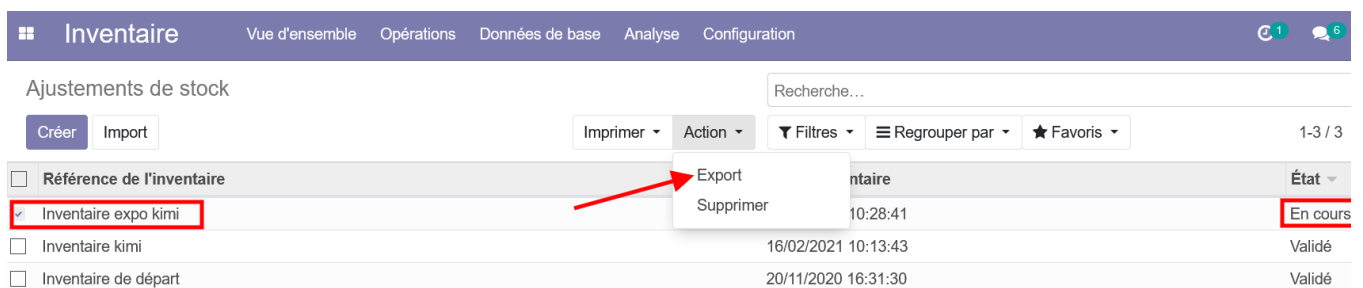 Inventaire Vue d'ensemble Opérations Données de base Analyse Configuration 1 6
Ajustements de stock Recherche...
Créer Import Imprimer Action Filtres Regrouper par Favoris 1-3 / 3
Référence de l'inventaire ntaire État
Inventaire expo kimi 10:28:41 En cours
Inventaire kimi 16/02/2021 10:13:43 Validé
Inventaire de départ 20/11/2020 16:31:30 Validé
Export
Supprimer